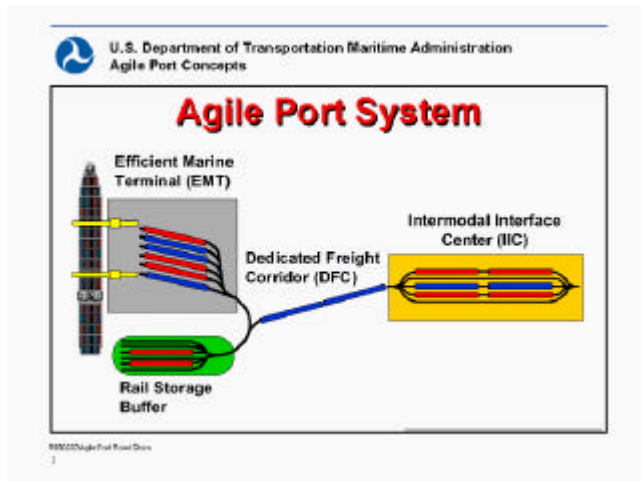 U.S. Department of Transportation Maritime Administration
Agile Port Concepts
Agile Port System
Efficient Marine
Terminal (EMT)
Intermodal Interface
Center (IIC)
Dedicated Freight
Corridor (DFC)
Rail Storage
Buffer